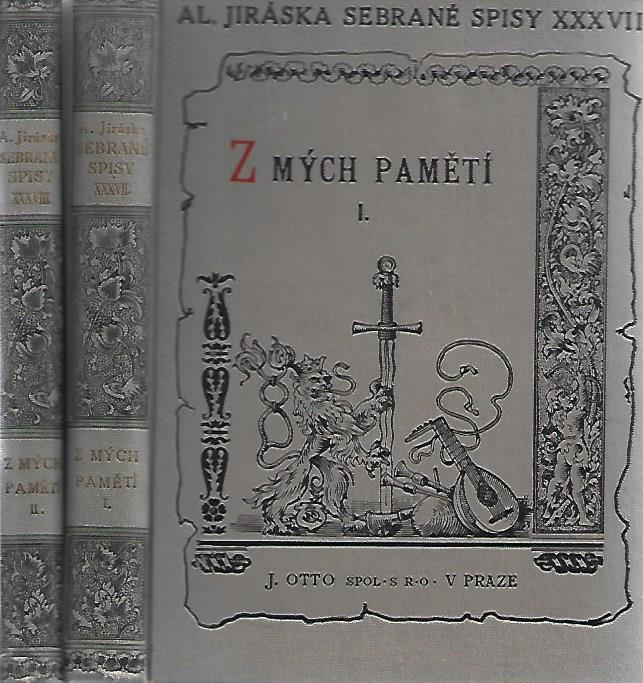 A. Jiráska
SEBRANÉ
SPISY
XXXVIII.
Z MÝCH
PAMĚTÍ
II.
A. Jiráska
SEBRANÉ
SPISY
XXXVII.
Z MÝCH
PAMĚTÍ
I.
AL. JIRÁSKA SEBRANÉ SPISY XXXVII
Z MÝCH PAMĚTÍ
I.
J. OTTO SPOL·S R·O· V PRAZE